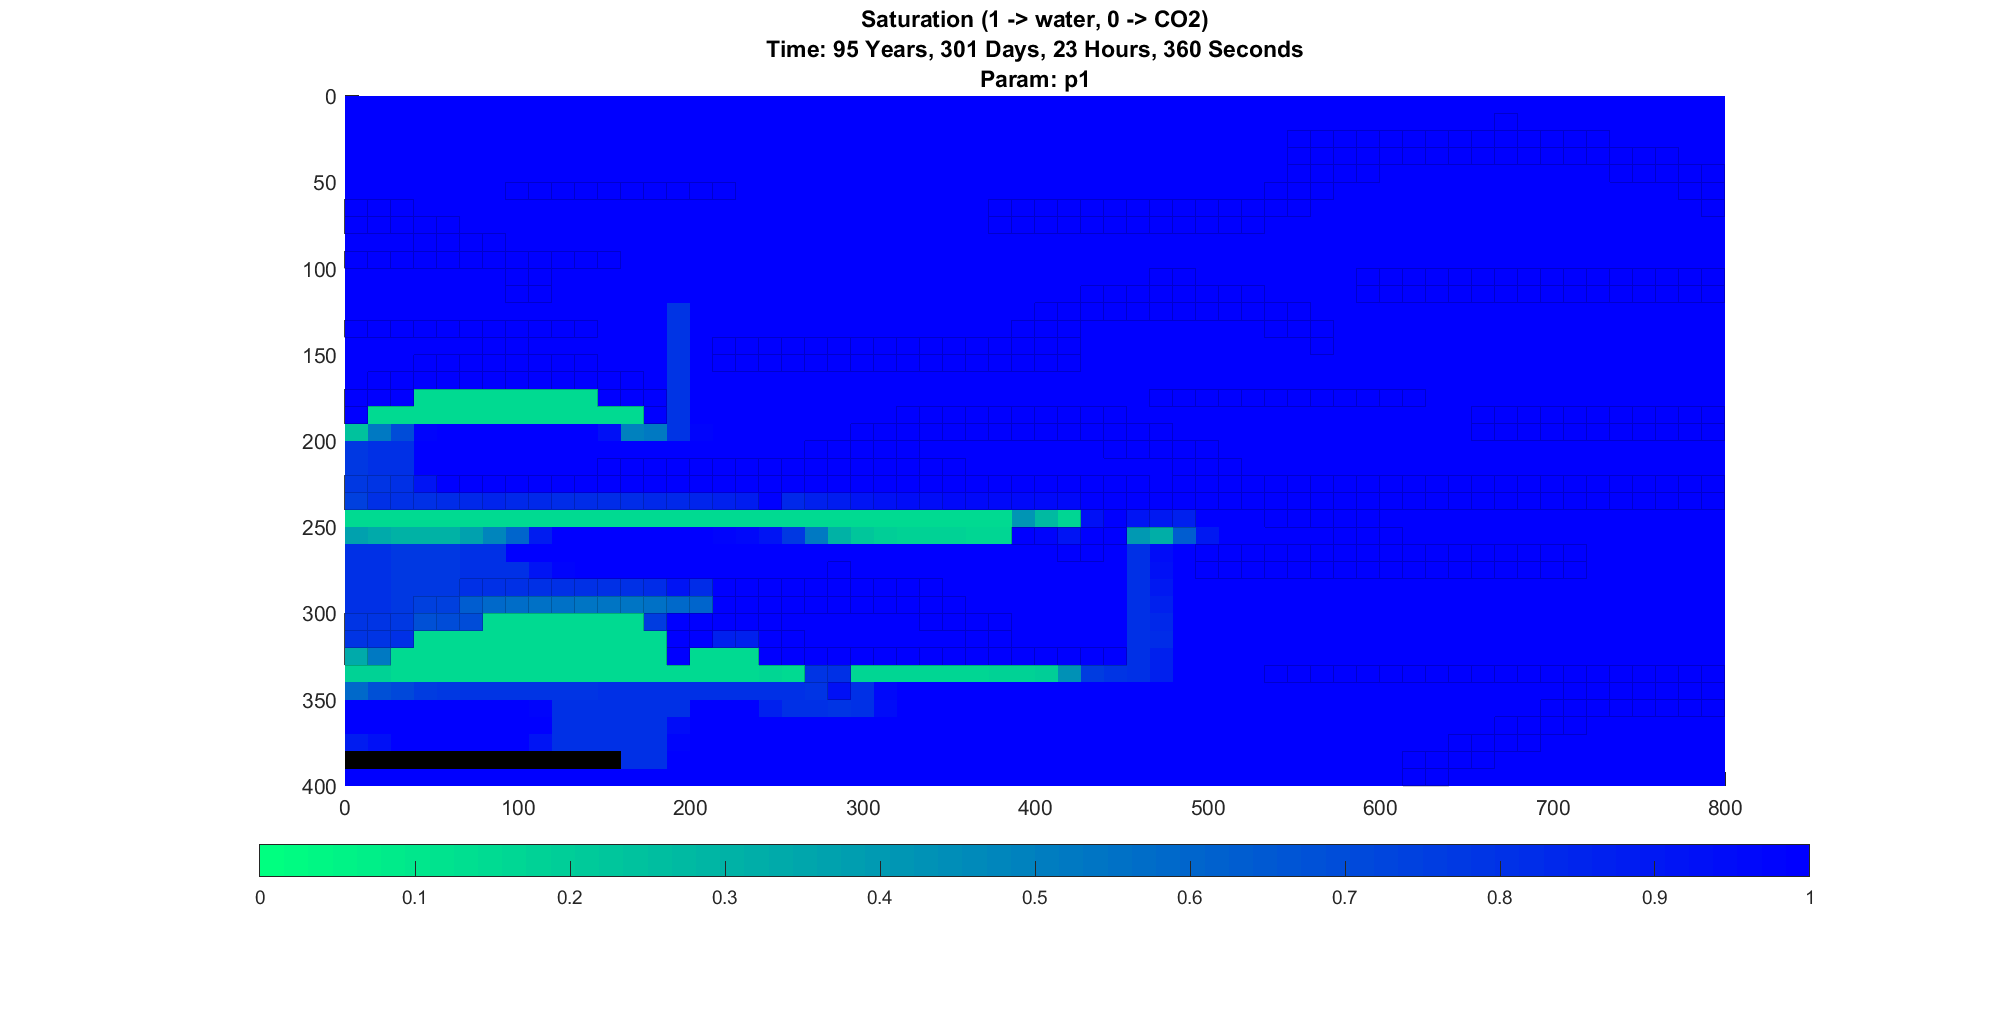 Saturation (1 -> water, 0 -> CO2)
Time: 95 Years, 301 Days, 23 Hours, 360 Seconds
Param: p1
0
50
100
150
200
250
300
350
400
0 100 200 300 400 500 600 700 800
0 0.1 0.2 0.3 0.4 0.5 0.6 0.7 0.8 0.9 1